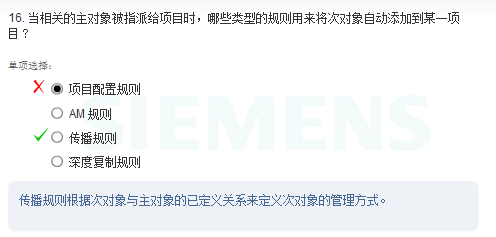 16. 当相关的主对象被指派给项目时，哪些类型的规则用来将次对象自动添加到某一项
目？
单项选择：
项目配置规则
AM 规则
传播规则
深度复制规则
SIEMENS
传播规则根据次对象与主对象的已定义关系来定义次对象的管理方式。